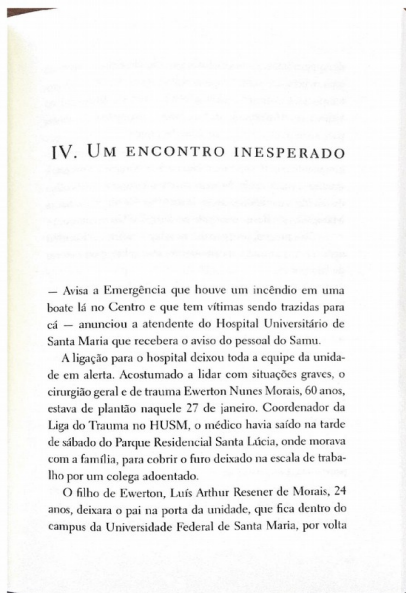 IV. UM ENCONTRO INESPERADO
— Avisa a Emergência que houve um incêndio em uma
boate lá no Centro e que tem vítimas sendo trazidas para
cá — anunciou a atendente do Hospital Universitário de
Santa Maria que recebera o aviso do pessoal do Samu.
A ligação para o hospital deixou toda a equipe da unida-
de em alerta. Acostumado a lidar com situações graves, o
cirurgião geral e de trauma Ewerton Nunes Morais, 60 anos,
estava de plantão naquele 27 de janeiro. Coordenador da
Liga do Trauma no HUSM, o médico havia saído na tarde
de sábado do Parque Residencial Santa Lúcia, onde morava
com a família, para cobrir o furo deixado na escala de traba-
lho por um colega adoentado.
O filho de Ewerton, Luís Arthur Resener de Morais, 24
anos, deixara o pai na porta da unidade, que fica dentro do
campus da Universidade Federal de Santa Maria, por volta